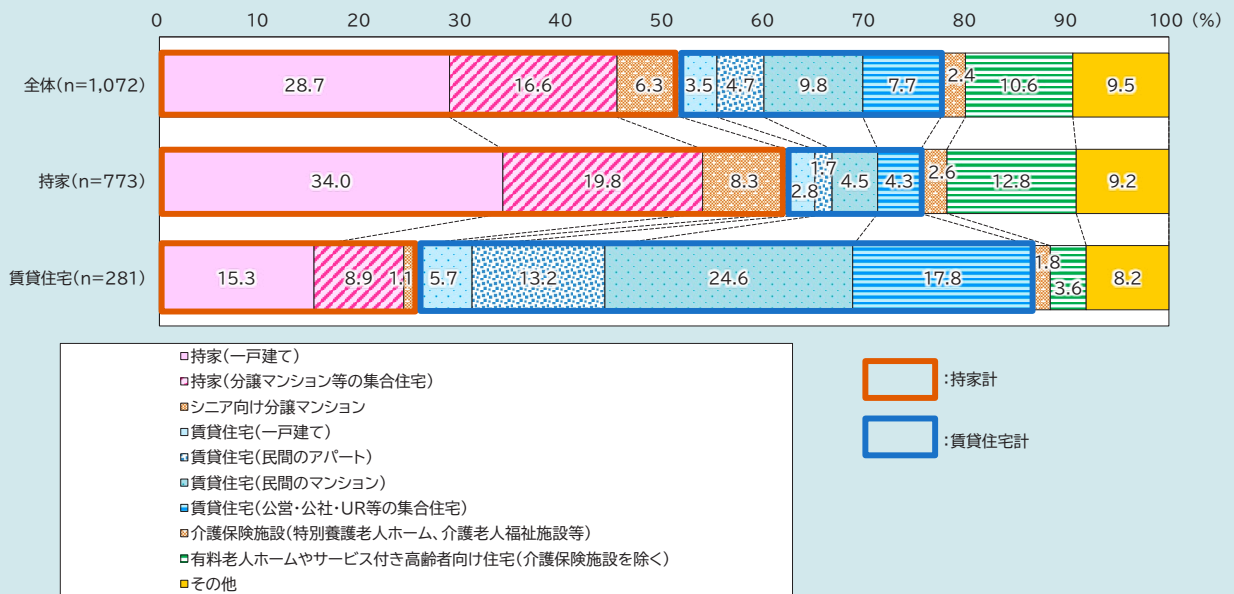 0 10 20 30 40 50 60 70 80 90 100 (%)
全体(n=1,072) 28.7 16.6 6.3 3.5 4.7 9.8 7.7 2.4 10.6 9.5
持家(n=773) 34.0 19.8 8.3 2.8 1.7 4.5 4.3 2.6 12.8 9.2
賃貸住宅(n=281) 15.3 8.9 1.1 5.7 13.2 24.6 17.8 1.8 3.6 8.2
持家(一戸建て)
持家(分譲マンション等の集合住宅)
シニア向け分譲マンション
賃貸住宅(一戸建て)
賃貸住宅(民間のアパート)
賃貸住宅(民間のマンション)
賃貸住宅(公営・公社・UR等の集合住宅)
介護保険施設(特別養護老人ホーム、介護老人福祉施設等)
有料老人ホームやサービス付き高齢者向け住宅(介護保険施設を除く)
その他
:持家計
:賃貸住宅計